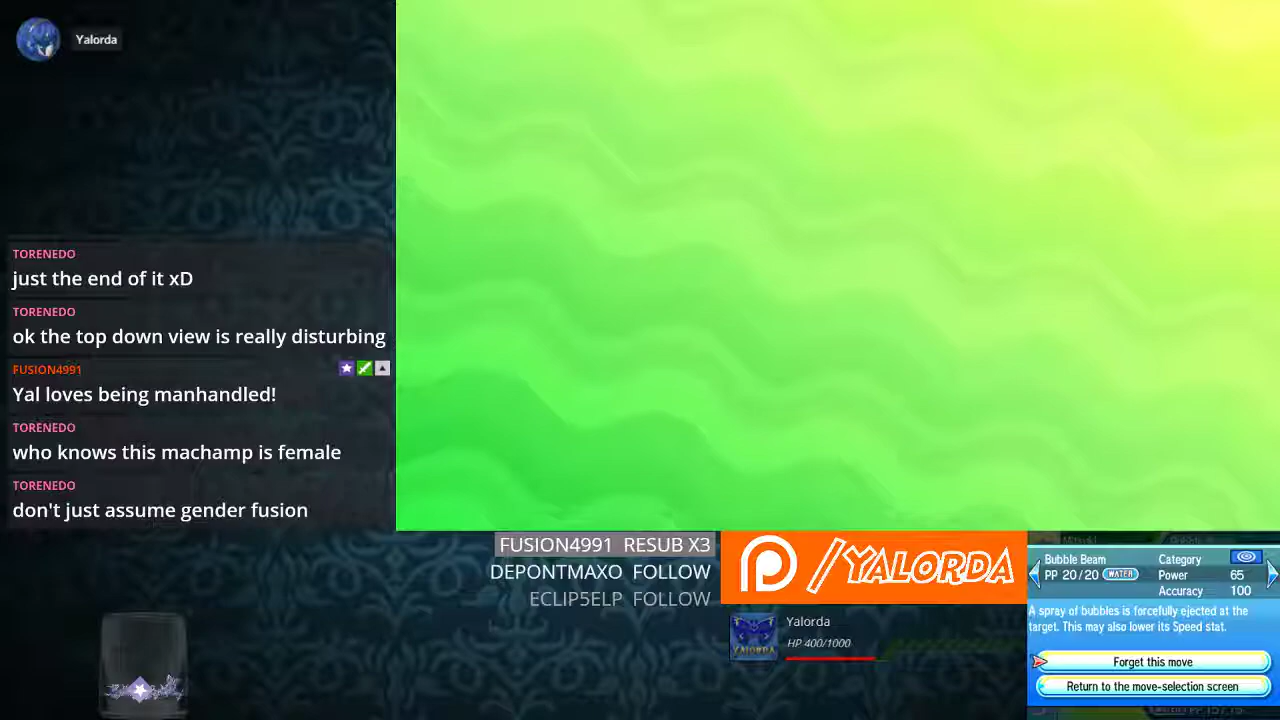 Yalorda
TORENEDO
just the end of it xD
TORENEDO
ok the top down view is really disturbing
FUSION4991
Yal loves being manhandled!
TORENEDO
who knows this machamp is female
TORENEDO
don't just assume gender fusion
FUSION4991 RESUB X3
DEPONTMAXO FOLLOW
ECLIP5ELP FOLLOW
/YALORDA
YALORDA
Yalorda
HP 400/1000
Bubble Beam
PP 20/20 WATER
Category
Power 65
Accuracy 100
A spray of bubbles is forcefully ejected at the
target. This may also lower its Speed stat.
Forget this move
Return to the move-selection screen